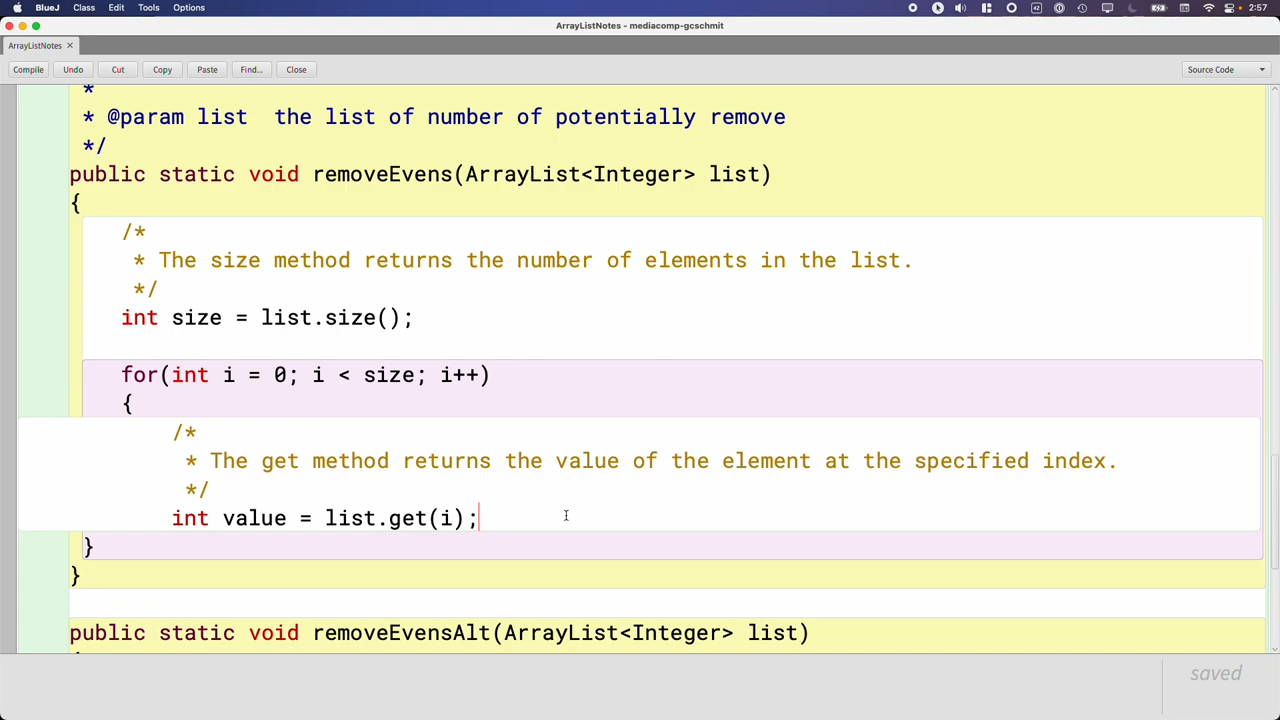 BlueJ Class Edit Tools Options 42 2:57
ArrayListNotes - mediacomp-gcschmit
ArrayListNotes ×
Compile Undo Cut Copy Paste Find... Close Source Code
*
* @param list  the list of number of potentially remove
*/
public static void removeEvens(ArrayList<Integer> list)
{
/*
* The size method returns the number of elements in the list.
*/
int size = list.size();
for(int i = 0; i < size; i++)
{
/*
* The get method returns the value of the element at the specified index.
*/
int value = list.get(i);
}
}
public static void removeEvensAlt(ArrayList<Integer> list)
saved